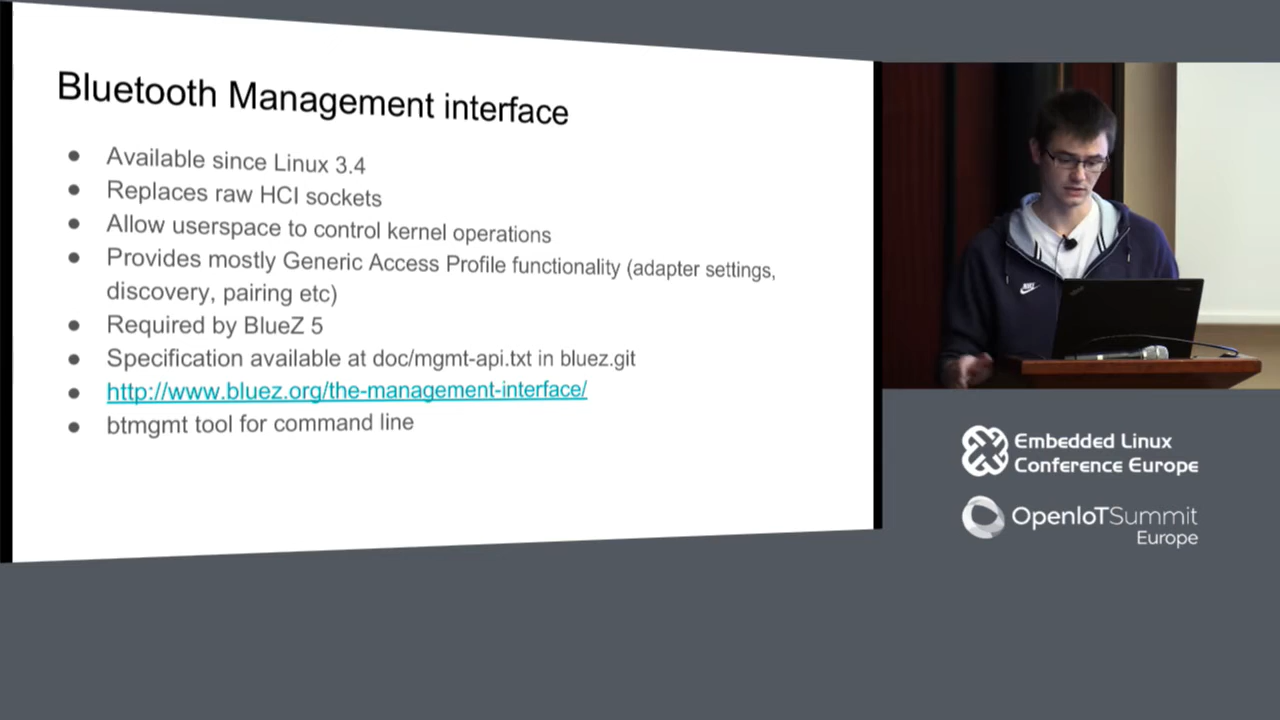 Bluetooth Management interface
● Available since Linux 3.4
● Replaces raw HCI sockets
● Allow userspace to control kernel operations
● Provides mostly Generic Access Profile functionality (adapter settings,
discovery, pairing etc)
● Required by BlueZ 5
● Specification available at doc/mgmt-api.txt in bluez.git
● http://www.bluez.org/the-management-interface/
● btmgmt tool for command line
Embedded Linux
Conference Europe
OpenIoTSummit
Europe